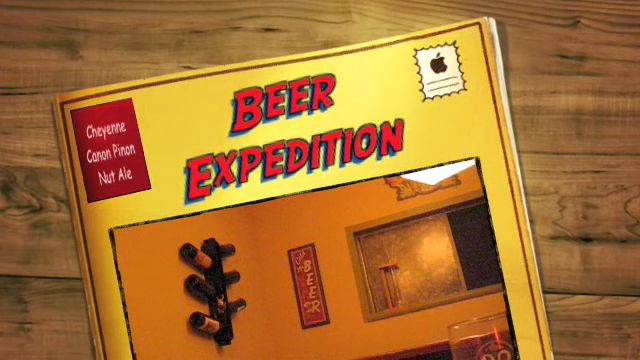 BEER
EXPEDITION
Cheyenne
Canon Pinon
Nut Ale
BEER